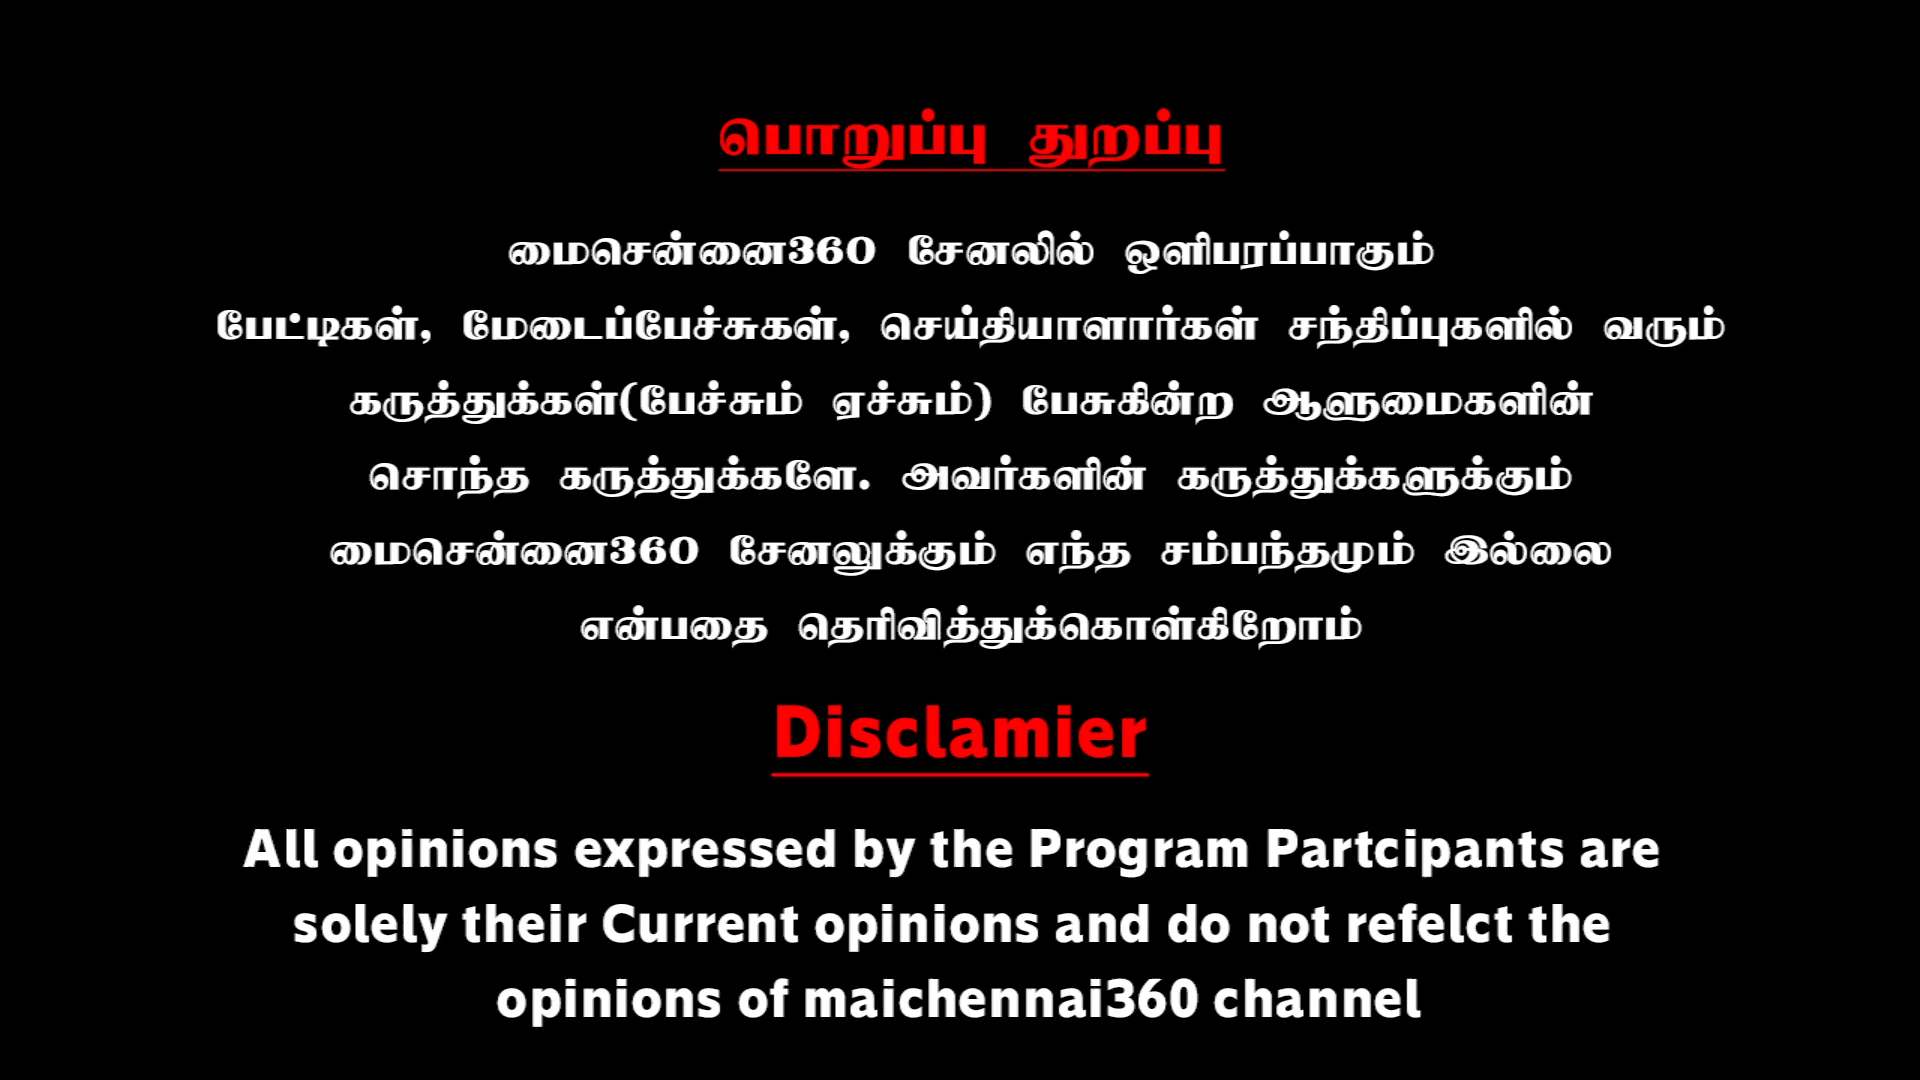 பொறுப்பு துறப்பு
மைசென்னை360 சேனலில் ஒளிபரப்பாகும்
பேட்டிகள், மேடைப்பேச்சுகள், செய்தியாளார்கள் சந்திப்புகளில் வரும்
கருத்துக்கள்(பேச்சும் ஏச்சும்) பேசுகின்ற ஆளுமைகளின்
சொந்த கருத்துக்களே. அவர்களின் கருத்துக்களுக்கும்
மைசென்னை360 சேனலுக்கும் எந்த சம்பந்தமும் இல்லை
என்பதை தெரிவித்துக்கொள்கிறோம்
Disclamier
All opinions expressed by the Program Partcipants are
solely their Current opinions and do not refelct the
opinions of maichennai360 channel